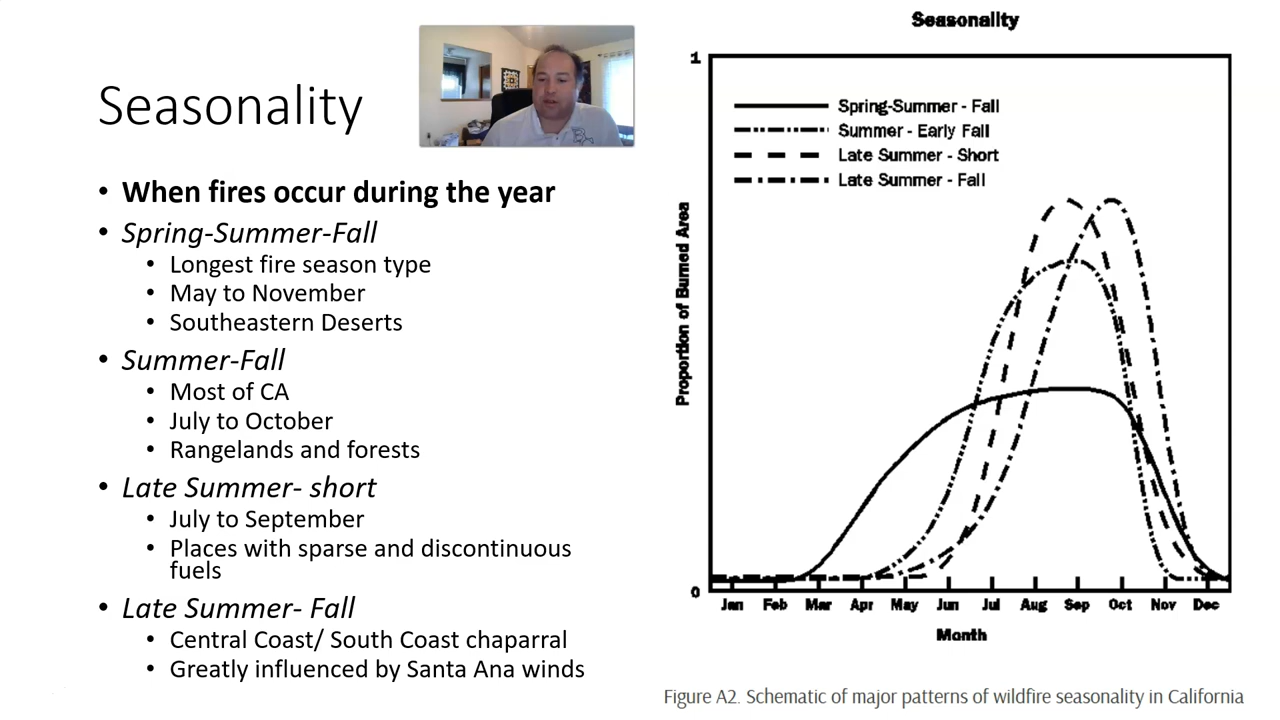 Seasonality
• When fires occur during the year
• Spring-Summer-Fall
• Longest fire season type
• May to November
• Southeastern Deserts
• Summer-Fall
• Most of CA
• July to October
• Rangelands and forests
• Late Summer- short
• July to September
• Places with sparse and discontinuous
fuels
• Late Summer- Fall
• Central Coast/ South Coast chaparral
• Greatly influenced by Santa Ana winds
Seasonality
1
Spring-Summer - Fall
Summer - Early Fall
Late Summer - Short
Late Summer - Fall
Proportion of Burned Area
0
Jan Feb Mar Apr May Jun Jul Aug Sep Oct Nov Dec
Month
Figure A2. Schematic of major patterns of wildfire seasonality in California